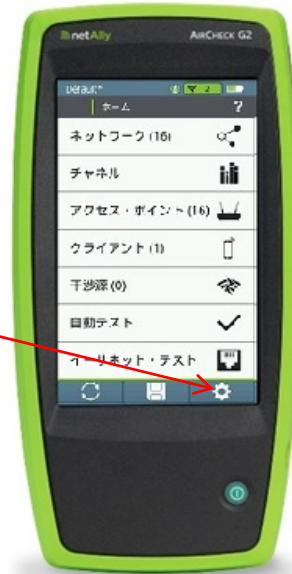 netAlly AIRCHECK G2
Default* 2
ホーム ?
ネットワーク (16)
チャネル
アクセス・ポイント (16)
クライアント (1)
干渉源 (0)
自動テスト
イーサネット・テスト